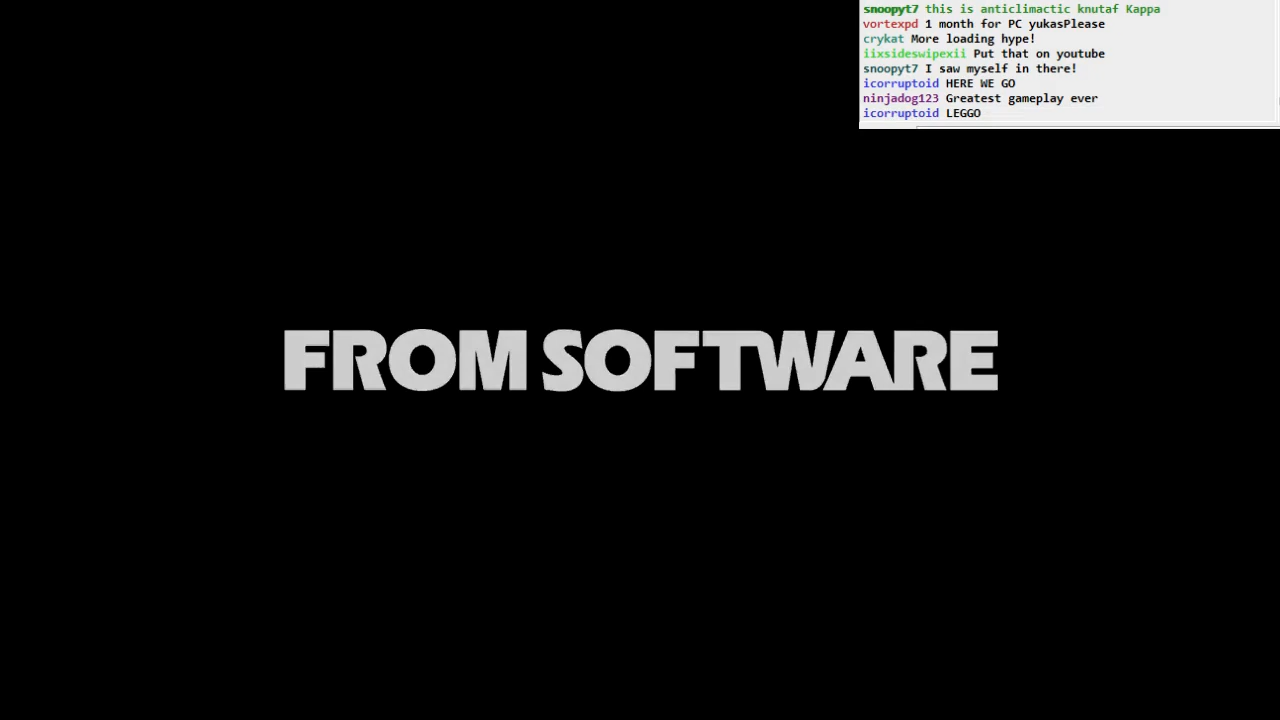 snoopyt7 this is anticlimactic knutaf Kappa
vortexpd 1 month for PC yukasPlease
crykat More loading hype!
iixsideswipexii Put that on youtube
snoopyt7 I saw myself in there!
icorruptoid HERE WE GO
ninjadog123 Greatest gameplay ever
icorruptoid LEGGO
FROM SOFTWARE